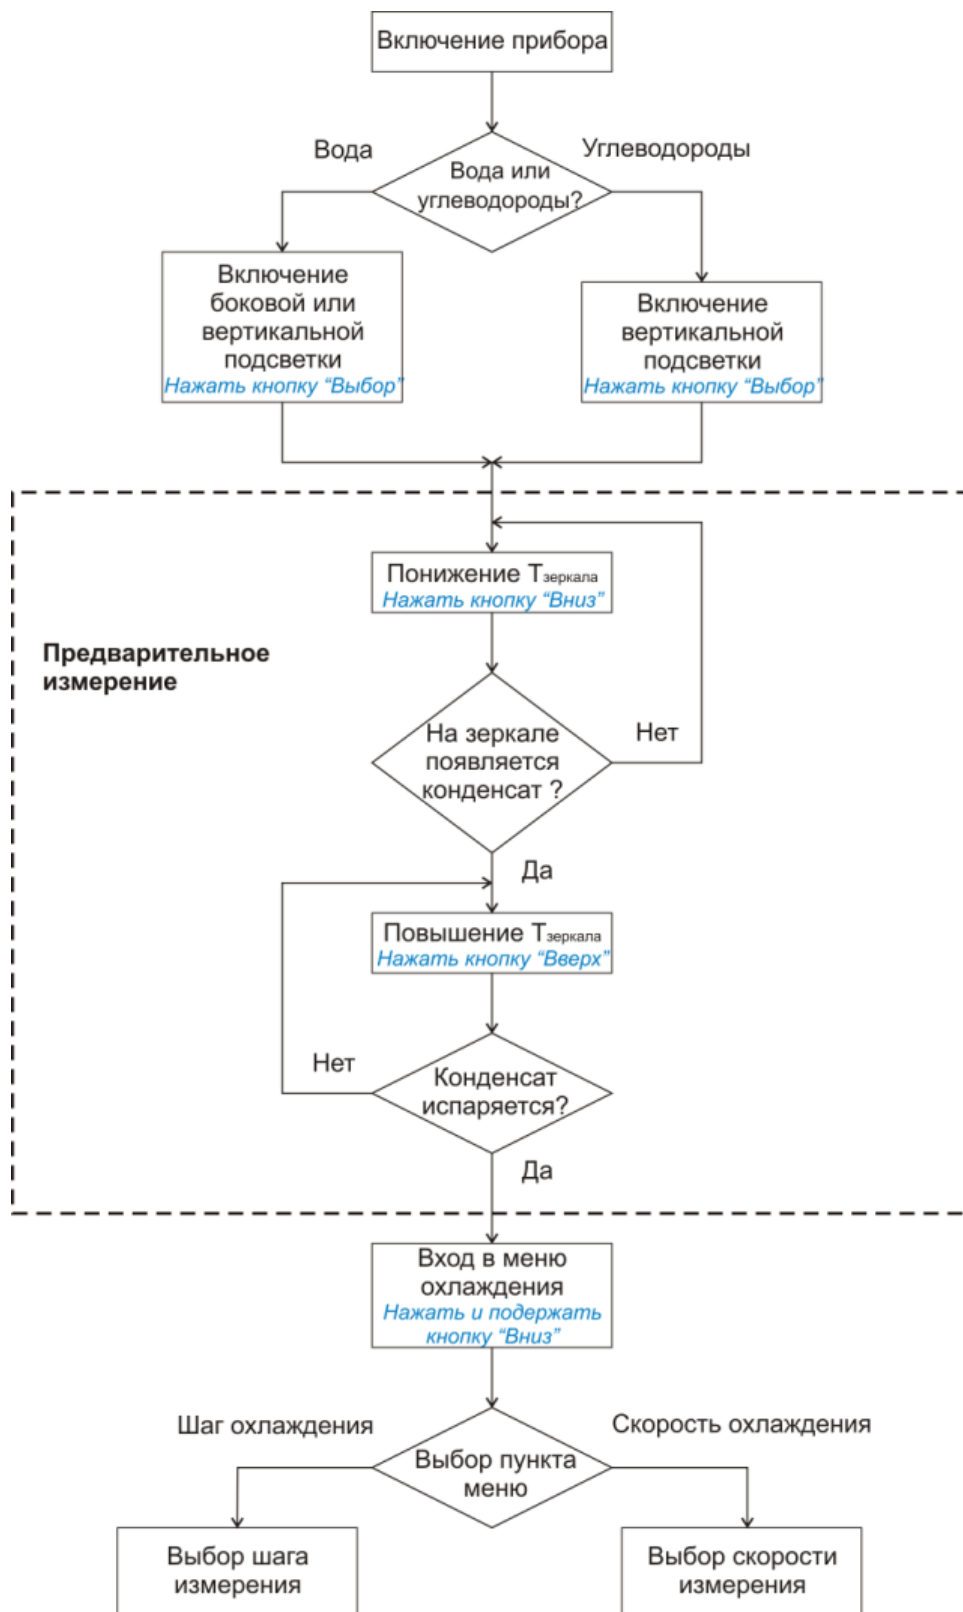 Включение прибора
Вода
Углеводороды
Вода или
углеводороды?
Включение
боковой или
вертикальной
подсветки
Нажать кнопку “Выбор”
Включение
вертикальной
подсветки
Нажать кнопку “Выбор”
Понижение Тзеркала
Нажать кнопку “Вниз”
Предварительное
измерение
На зеркале
появляется
конденсат ?
Нет
Да
Повышение Тзеркала
Нажать кнопку “Вверх”
Нет
Конденсат
испаряется?
Да
Вход в меню
охлаждения
Нажать и подержать
кнопку “Вниз”
Шаг охлаждения
Скорость охлаждения
Выбор пункта
меню
Выбор шага
измерения
Выбор скорости
измерения